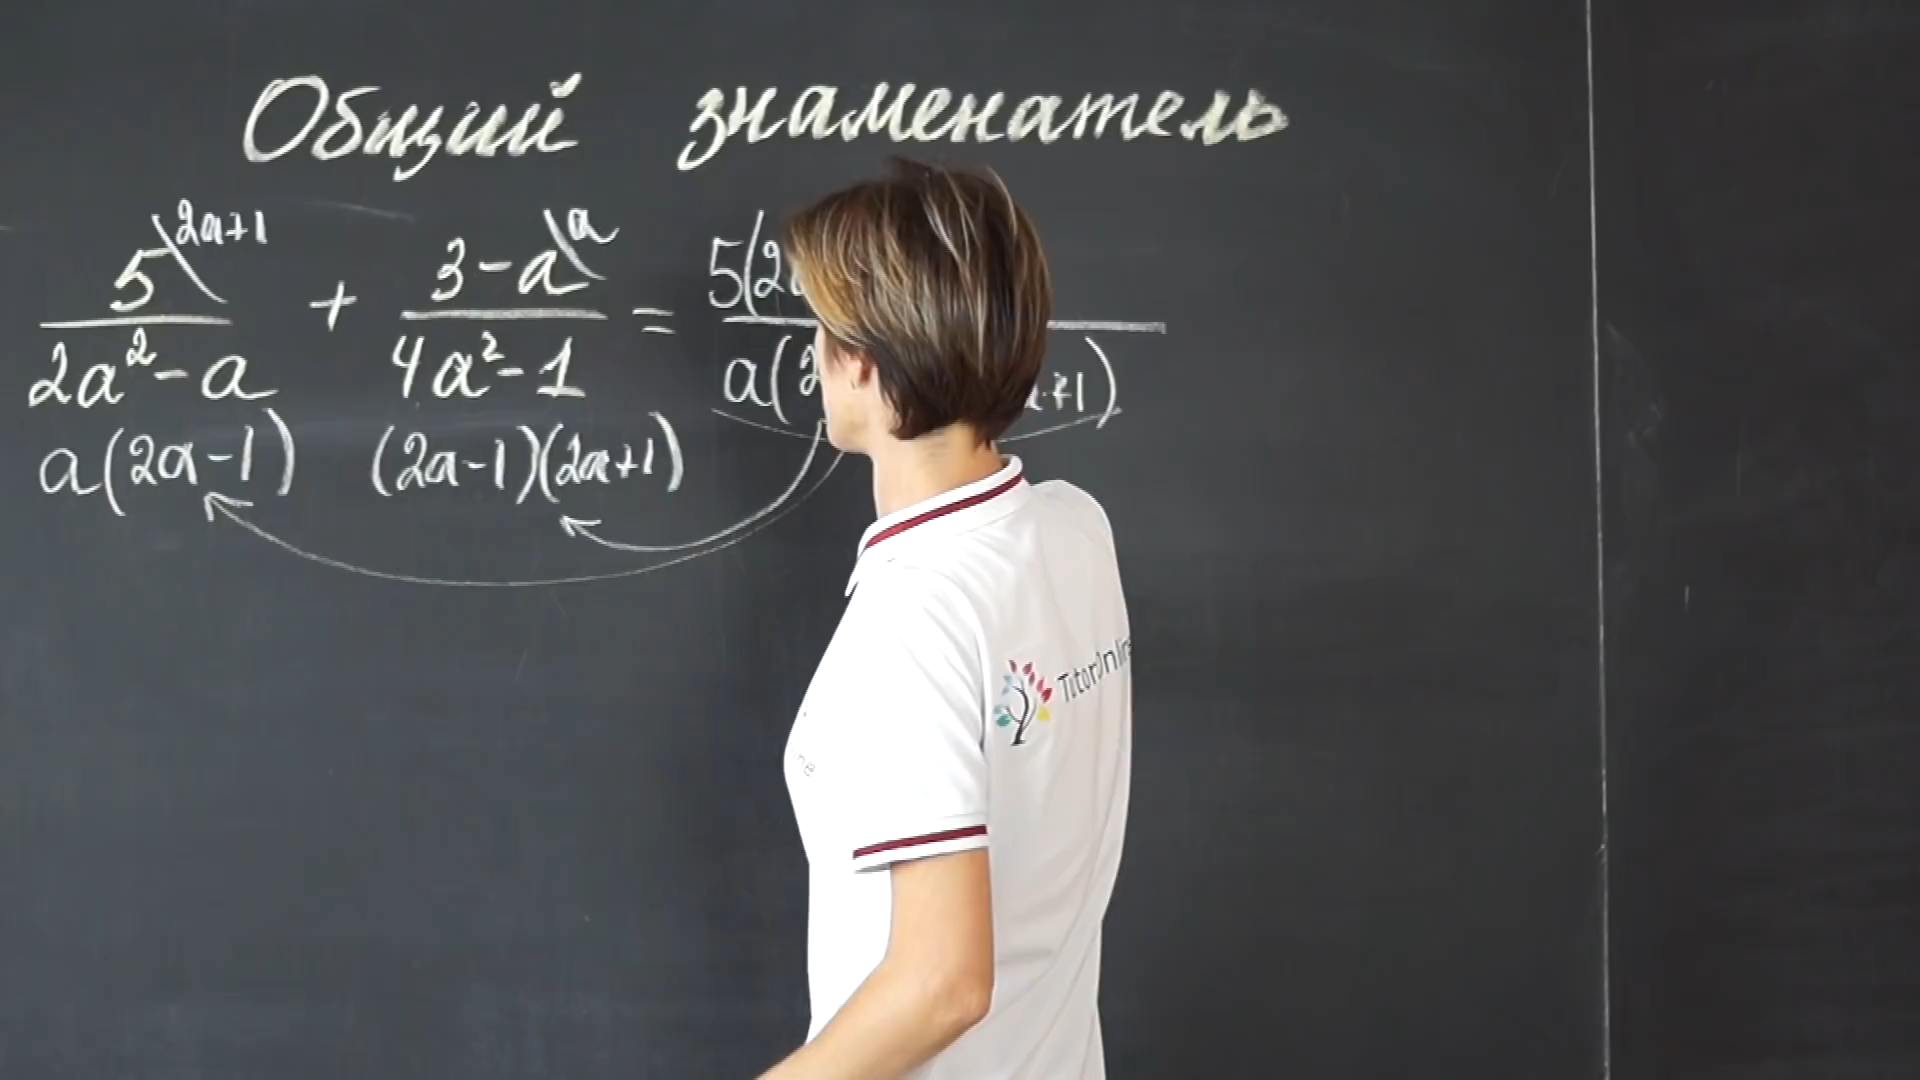 Общий знаменатель
5 \ 2a+1 / 2a² - a + 3 - a \ a / 4a² - 1 = 5(2 / a(2 +1)
a(2a-1) (2a-1)(2a+1)
TutorOnline